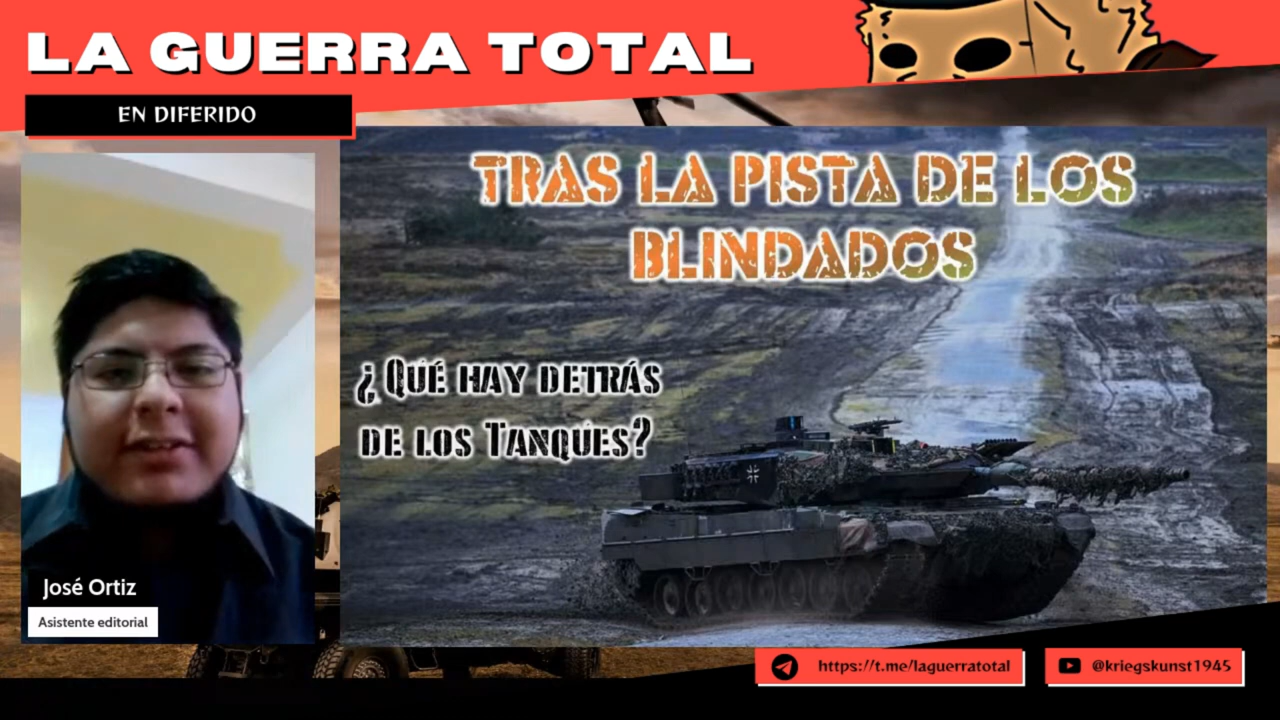 LA GUERRA TOTAL
EN DIFERIDO
TRAS LA PISTA DE LOS
BLINDADOS
¿ QUÉ HAY DETRÁS
DE LOS TANQUES?
José Ortiz
Asistente editorial
https://t.me/laguerratotal
@kriegskunst1945